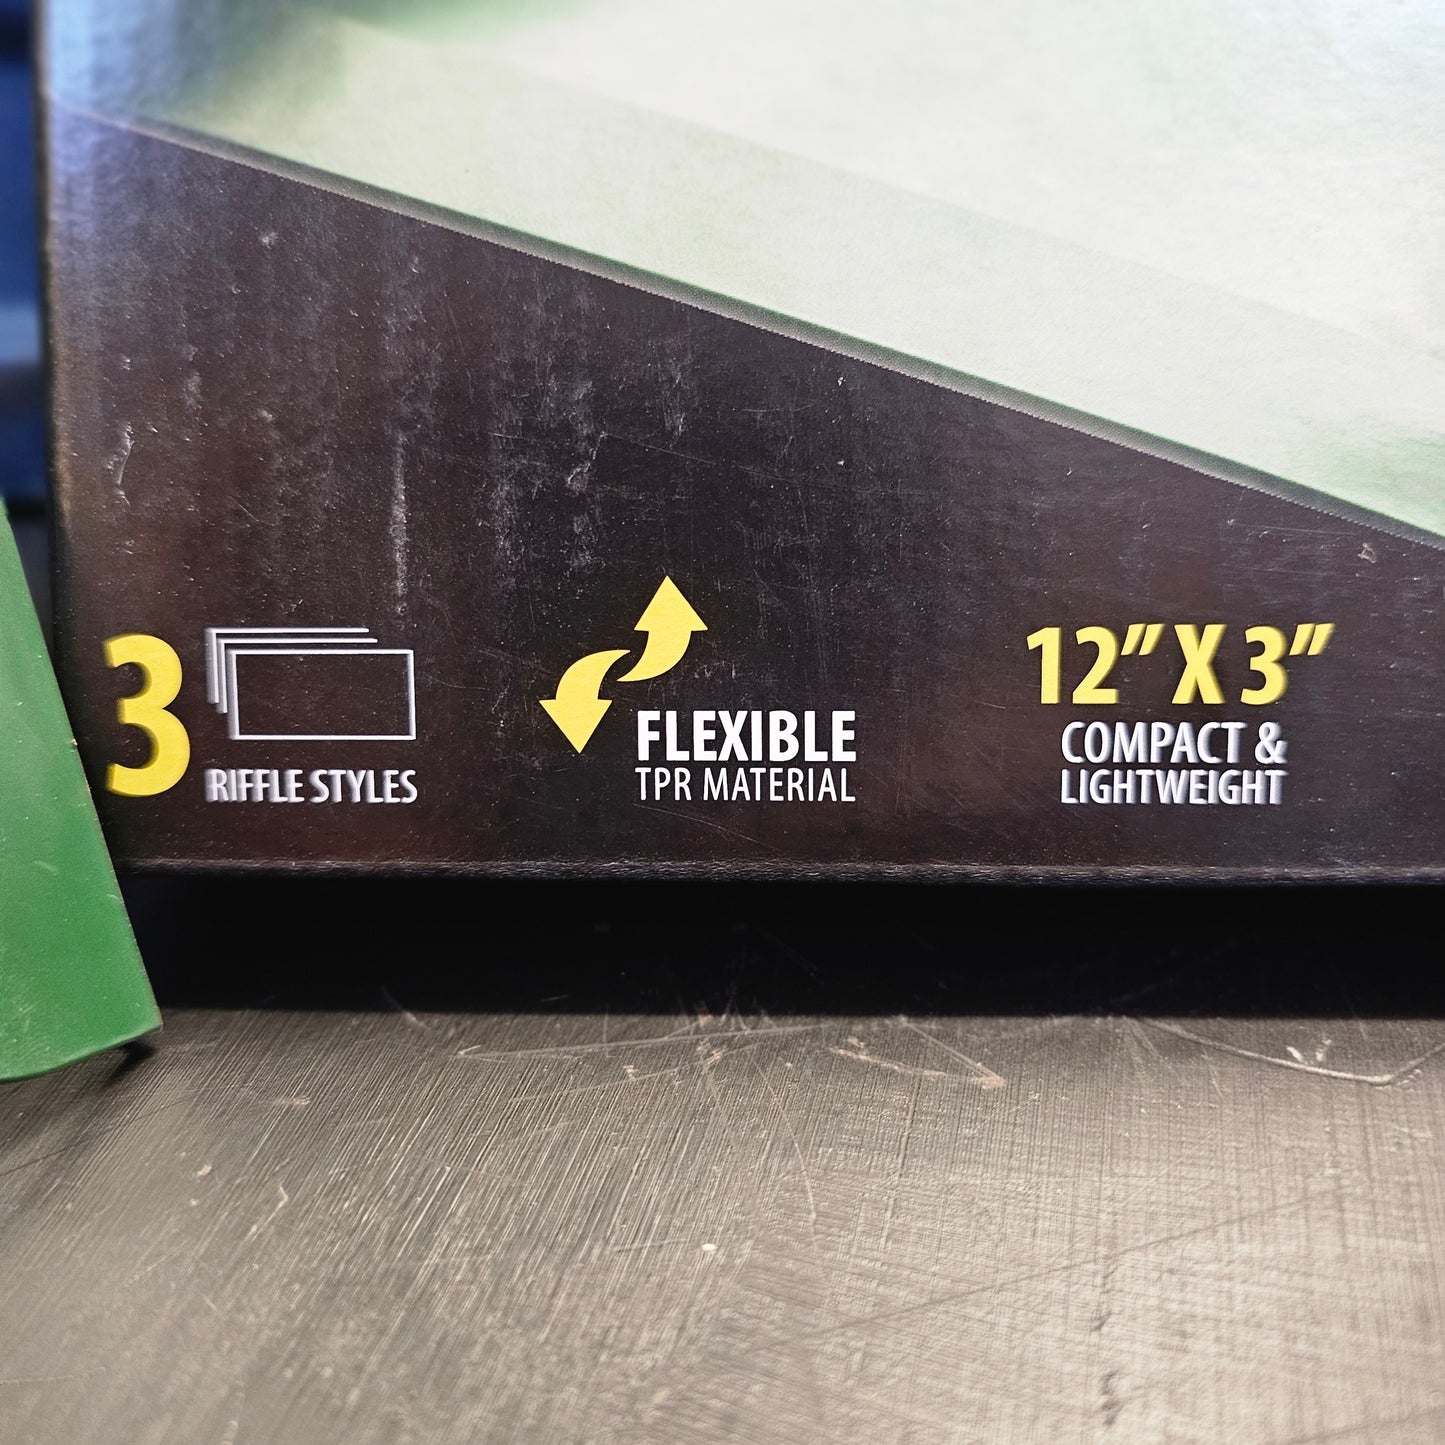 3
RIFFLE STYLES
FLEXIBLE
TPR MATERIAL
12” X 3”
COMPACT &
LIGHTWEIGHT